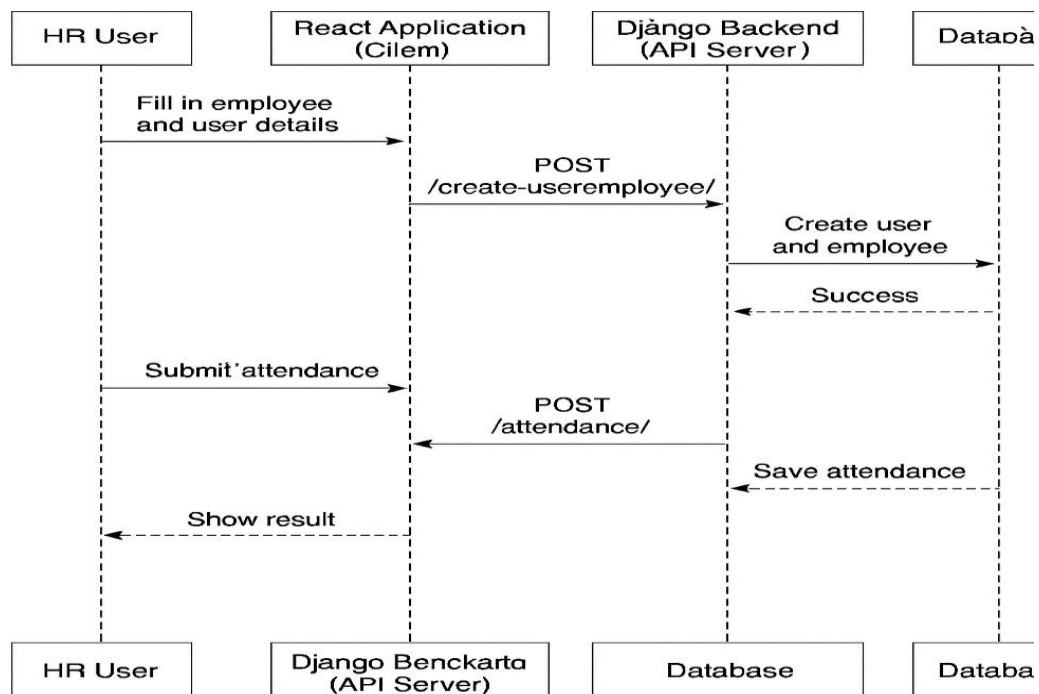 HR User
React Application
(Cilem)
Djàngo Backend
(API Server)
Databà
Fill in employee
and user details
POST
/create-useremployee/
Create user
and employee
Success
Submit'attendance
POST
/attendance/
Save attendance
Show result
HR User
Django Benckarta
(API Server)
Database
Databa